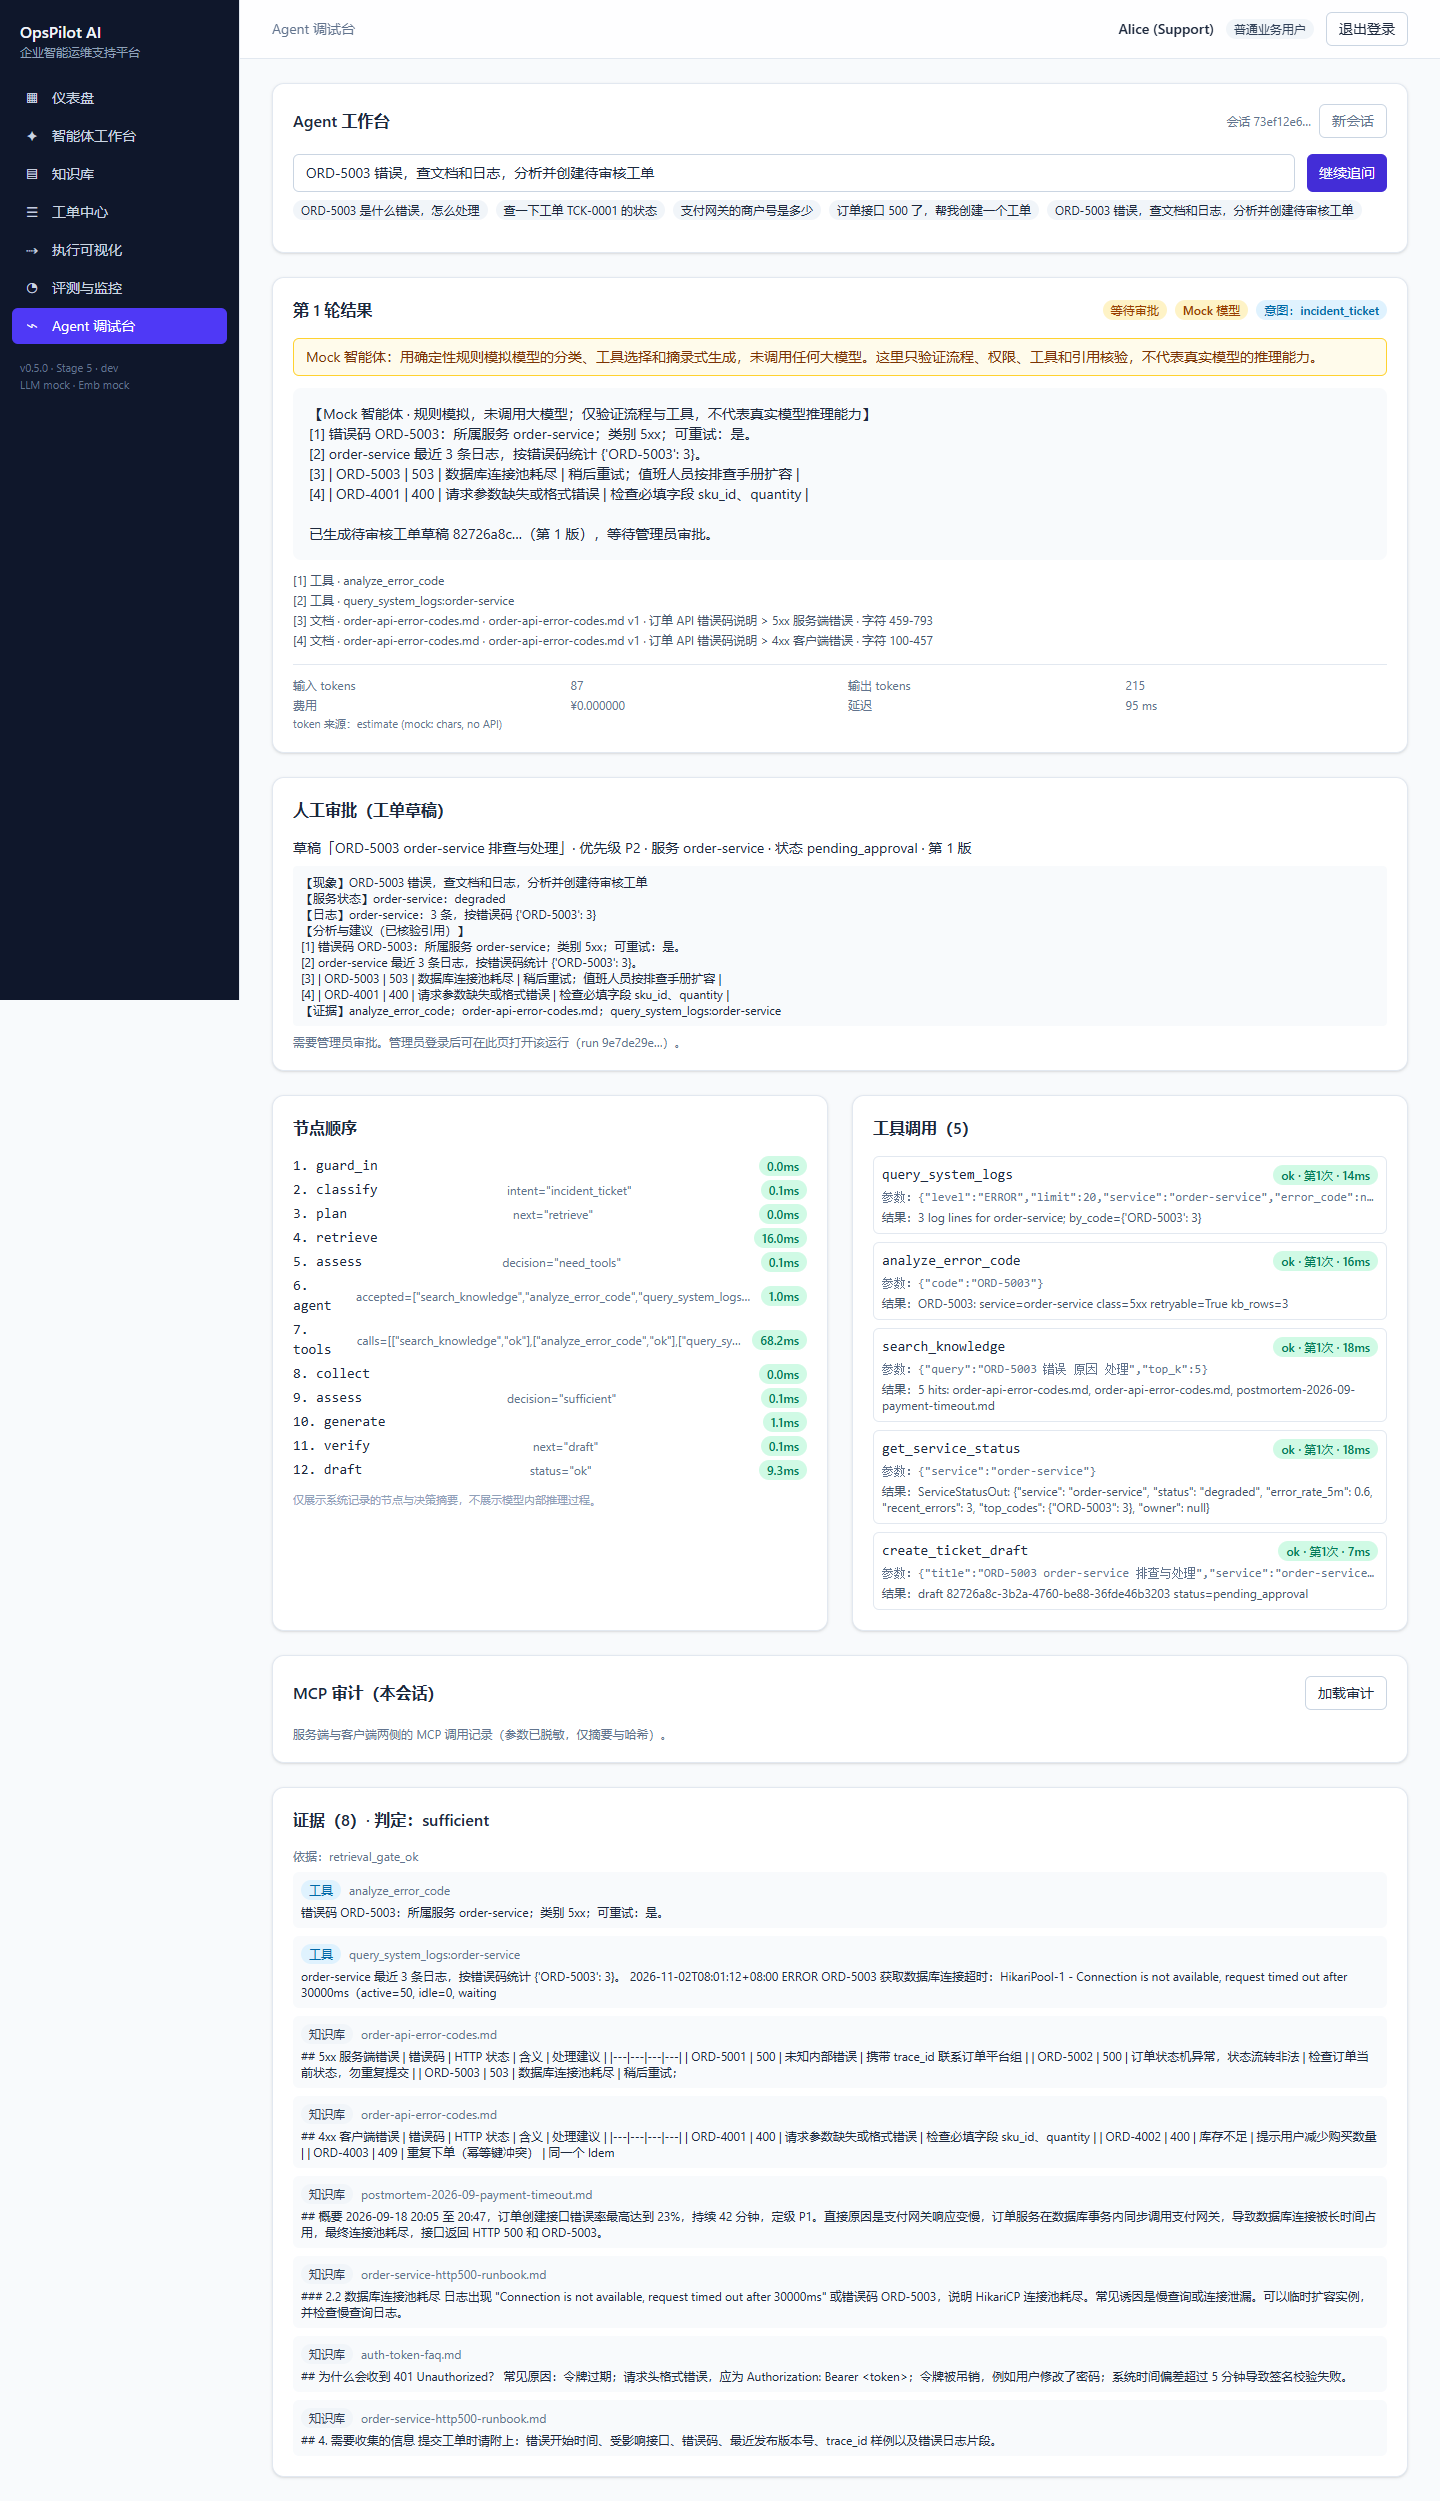 OpsPilot AI
企业智能运维支持平台
仪表盘
智能体工作台
知识库
工单中心
执行可视化
评测与监控
Agent 调试台
v0.5.0 · Stage 5 · dev
LLM mock · Emb mock
Agent 调试台
Alice (Support)
普通业务用户
退出登录
Agent 工作台
会话 73ef12e6...
新会话
ORD-5003 错误，查文档和日志，分析并创建待审核工单
继续追问
ORD-5003 是什么错误，怎么处理
查一下工单 TCK-0001 的状态
支付网关的商户号是多少
订单接口 500 了，帮我创建一个工单
ORD-5003 错误，查文档和日志，分析并创建待审核工单
第 1 轮结果
等待审批
Mock 模型
意图：incident_ticket
Mock 智能体：用确定性规则模拟模型的分类、工具选择和摘录式生成，未调用任何大模型。这里只验证流程、权限、工具和引用核验，不代表真实模型的推理能力。
【Mock 智能体 · 规则模拟，未调用大模型；仅验证流程与工具，不代表真实模型推理能力】
[1] 错误码 ORD-5003：所属服务 order-service；类别 5xx；可重试：是。
[2] order-service 最近 3 条日志，按错误码统计 {'ORD-5003': 3}。
[3] | ORD-5003 | 503 | 数据库连接池耗尽 | 稍后重试；值班人员按排查手册扩容 |
[4] | ORD-4001 | 400 | 请求参数缺失或格式错误 | 检查必填字段 sku_id、quantity |
已生成待审核工单草稿 82726a8c...（第 1 版），等待管理员审批。
[1] 工具 · analyze_error_code
[2] 工具 · query_system_logs:order-service
[3] 文档 · order-api-error-codes.md · order-api-error-codes.md v1 · 订单 API 错误码说明 > 5xx 服务端错误 · 字符 459-793
[4] 文档 · order-api-error-codes.md · order-api-error-codes.md v1 · 订单 API 错误码说明 > 4xx 客户端错误 · 字符 100-457
输入 tokens
87
输出 tokens
215
费用
¥0.000000
延迟
95 ms
token 来源：estimate (mock: chars, no API)
人工审批（工单草稿）
草稿「ORD-5003 order-service 排查与处理」· 优先级 P2 · 服务 order-service · 状态 pending_approval · 第 1 版
【现象】ORD-5003 错误，查文档和日志，分析并创建待审核工单
【服务状态】order-service：degraded
【日志】order-service：3 条，按错误码 {'ORD-5003': 3}
【分析与建议（已核验引用）】
[1] 错误码 ORD-5003：所属服务 order-service；类别 5xx；可重试：是。
[2] order-service 最近 3 条日志，按错误码统计 {'ORD-5003': 3}。
[3] | ORD-5003 | 503 | 数据库连接池耗尽 | 稍后重试；值班人员按排查手册扩容 |
[4] | ORD-4001 | 400 | 请求参数缺失或格式错误 | 检查必填字段 sku_id、quantity |
【证据】analyze_error_code；order-api-error-codes.md；query_system_logs:order-service
需要管理员审批。管理员登录后可在此页打开该运行（run 9e7de29e...）。
节点顺序
1. guard_in
0.0ms
2. classify
intent="incident_ticket"
0.1ms
3. plan
next="retrieve"
0.0ms
4. retrieve
16.0ms
5. assess
decision="need_tools"
0.1ms
6.
agent
accepted=["search_knowledge","analyze_error_code","query_system_logs...
1.0ms
7.
tools
calls=[["search_knowledge","ok"],["analyze_error_code","ok"],["query_sy...
68.2ms
8. collect
0.0ms
9. assess
decision="sufficient"
0.1ms
10. generate
1.1ms
11. verify
next="draft"
0.1ms
12. draft
status="ok"
9.3ms
仅展示系统记录的节点与决策摘要，不展示模型内部推理过程。
工具调用（5）
query_system_logs
ok · 第1次 · 14ms
参数：{"level":"ERROR","limit":20,"service":"order-service","error_code":n…
结果：3 log lines for order-service; by_code={'ORD-5003': 3}
analyze_error_code
ok · 第1次 · 16ms
参数：{"code":"ORD-5003"}
结果：ORD-5003: service=order-service class=5xx retryable=True kb_rows=3
search_knowledge
ok · 第1次 · 18ms
参数：{"query":"ORD-5003 错误 原因 处理","top_k":5}
结果：5 hits: order-api-error-codes.md, order-api-error-codes.md, postmortem-2026-09-
payment-timeout.md
get_service_status
ok · 第1次 · 18ms
参数：{"service":"order-service"}
结果：ServiceStatusOut: {"service": "order-service", "status": "degraded", "error_rate_5m": 0.6,
"recent_errors": 3, "top_codes": {"ORD-5003": 3}, "owner": null}
create_ticket_draft
ok · 第1次 · 7ms
参数：{"title":"ORD-5003 order-service 排查与处理","service":"order-service…
结果：draft 82726a8c-3b2a-4760-be88-36fde46b3203 status=pending_approval
MCP 审计（本会话）
加载审计
服务端与客户端两侧的 MCP 调用记录（参数已脱敏，仅摘要与哈希）。
证据（8）· 判定：sufficient
依据：retrieval_gate_ok
工具
analyze_error_code
错误码 ORD-5003：所属服务 order-service；类别 5xx；可重试：是。
工具
query_system_logs:order-service
order-service 最近 3 条日志，按错误码统计 {'ORD-5003': 3}。 2026-11-02T08:01:12+08:00 ERROR ORD-5003 获取数据库连接超时：HikariPool-1 - Connection is not available, request timed out after
30000ms（active=50, idle=0, waiting
知识库
order-api-error-codes.md
## 5xx 服务端错误 | 错误码 | HTTP 状态 | 含义 | 处理建议 | |---|---|---|---| | ORD-5001 | 500 | 未知内部错误 | 携带 trace_id 联系订单平台组 | | ORD-5002 | 500 | 订单状态机异常，状态流转非法 | 检查订单当
前状态，勿重复提交 | | ORD-5003 | 503 | 数据库连接池耗尽 | 稍后重试；
知识库
order-api-error-codes.md
## 4xx 客户端错误 | 错误码 | HTTP 状态 | 含义 | 处理建议 | |---|---|---|---| | ORD-4001 | 400 | 请求参数缺失或格式错误 | 检查必填字段 sku_id、quantity | | ORD-4002 | 400 | 库存不足 | 提示用户减少购买数量
| | ORD-4003 | 409 | 重复下单（幂等键冲突） | 同一个 Idem
知识库
postmortem-2026-09-payment-timeout.md
## 概要 2026-09-18 20:05 至 20:47，订单创建接口错误率最高达到 23%，持续 42 分钟，定级 P1。直接原因是支付网关响应变慢，订单服务在数据库事务内同步调用支付网关，导致数据库连接被长时间占
用，最终连接池耗尽，接口返回 HTTP 500 和 ORD-5003。
知识库
order-service-http500-runbook.md
### 2.2 数据库连接池耗尽 日志出现 "Connection is not available, request timed out after 30000ms" 或错误码 ORD-5003，说明 HikariCP 连接池耗尽。常见诱因是慢查询或连接泄漏。可以临时扩容实例，
并检查慢查询日志。
知识库
auth-token-faq.md
## 为什么会收到 401 Unauthorized？ 常见原因：令牌过期；请求头格式错误，应为 Authorization: Bearer <token>；令牌被吊销，例如用户修改了密码；系统时间偏差超过 5 分钟导致签名校验失败。
知识库
order-service-http500-runbook.md
## 4. 需要收集的信息 提交工单时请附上：错误开始时间、受影响接口、错误码、最近发布版本号、trace_id 样例以及错误日志片段。